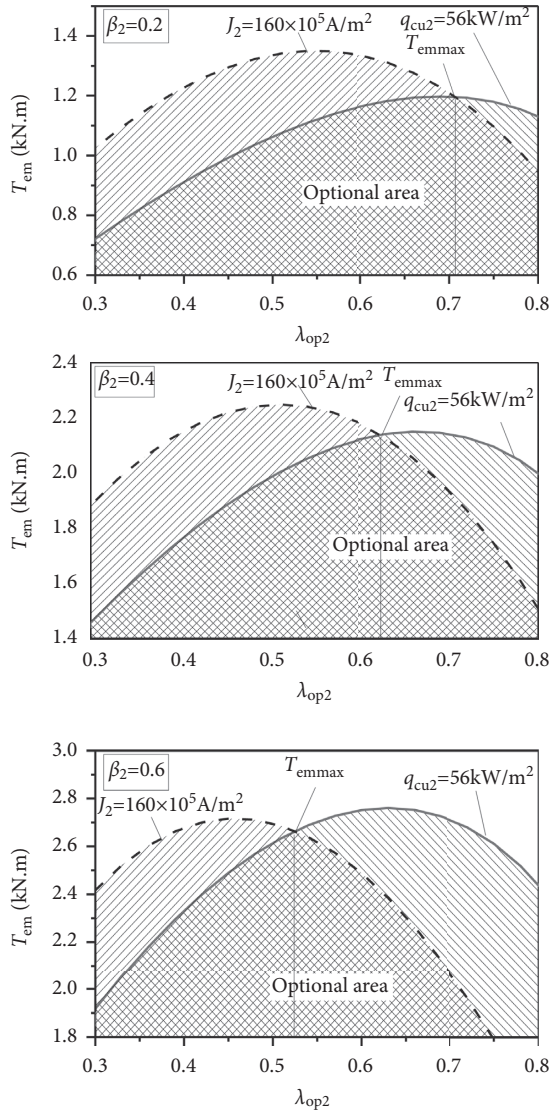 β2=0.2
J2=160×10^5A/m^2
qcu2=56kW/m^2
Temmax
Tem (kN.m)
1.4
1.2
1.0
0.8
0.6
Optional area
0.3 0.4 0.5 0.6 0.7 0.8
λop2
β2=0.4
J2=160×10^5A/m^2
Temmax
qcu2=56kW/m^2
Tem (kN.m)
2.4
2.2
2.0
1.8
1.6
1.4
Optional area
0.3 0.4 0.5 0.6 0.7 0.8
λop2
β2=0.6
J2=160×10^5A/m^2
Temmax
qcu2=56kW/m^2
Tem (kN.m)
3.0
2.8
2.6
2.4
2.2
2.0
1.8
Optional area
0.3 0.4 0.5 0.6 0.7 0.8
λop2